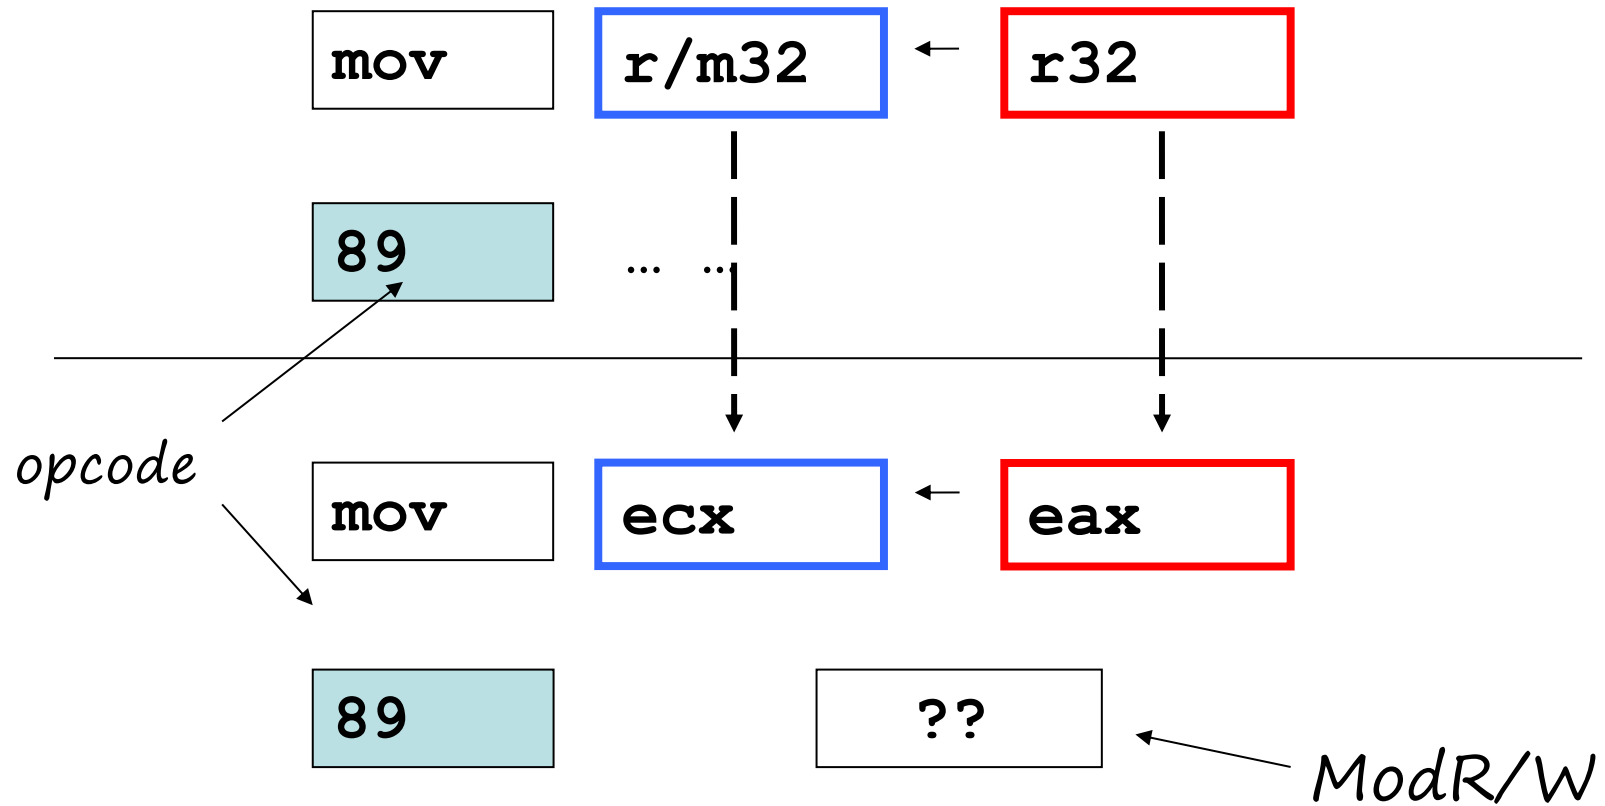 mov r/m32 r32
89 ... ...
opcode
mov ecx eax
89 ??
ModR/W